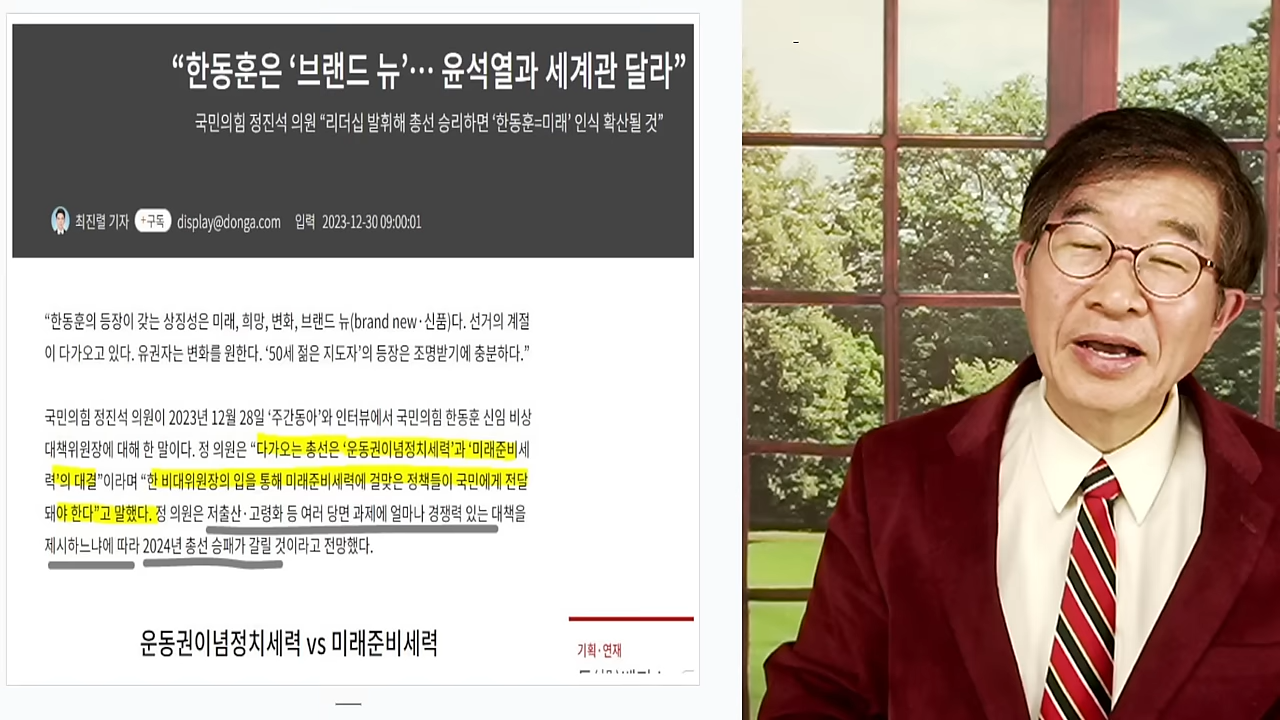 “한동훈은 ‘브랜드 뉴’… 윤석열과 세계관 달라”
국민의힘 정진석 의원 “리더십 발휘해 총선 승리하면 ‘한동훈=미래’ 인식 확산될 것”
최진렬 기자 +구독 display@donga.com 입력 2023-12-30 09:00:01
“한동훈의 등장이 갖는 상징성은 미래, 희망, 변화, 브랜드 뉴(brand new·신품)다. 선거의 계절
이 다가오고 있다. 유권자는 변화를 원한다. ‘50세 젊은 지도자’의 등장은 조명받기에 충분하다.”
국민의힘 정진석 의원이 2023년 12월 28일 ‘주간동아’와 인터뷰에서 국민의힘 한동훈 신임 비상
대책위원장에 대해 한 말이다. 정 의원은 “다가오는 총선은 ‘운동권이념정치세력’과 ‘미래준비세
력’의 대결”이라며 “한 비대위원장의 입을 통해 미래준비세력에 걸맞은 정책들이 국민에게 전달
돼야 한다”고 말했다. 정 의원은 저출산·고령화 등 여러 당면 과제에 얼마나 경쟁력 있는 대책을
제시하느냐에 따라 2024년 총선 승패가 갈릴 것이라고 전망했다.
운동권이념정치세력 vs 미래준비세력
기획·연재